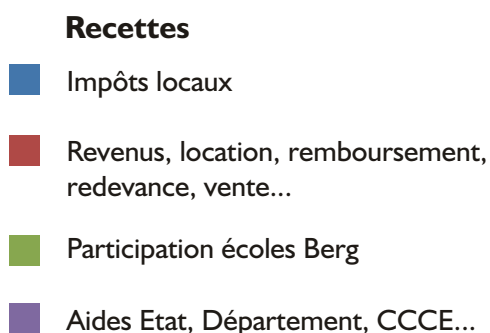 Recettes
Impôts locaux
Revenus, location, remboursement,
redevance, vente...
Participation écoles Berg
Aides Etat, Département, CCCE...